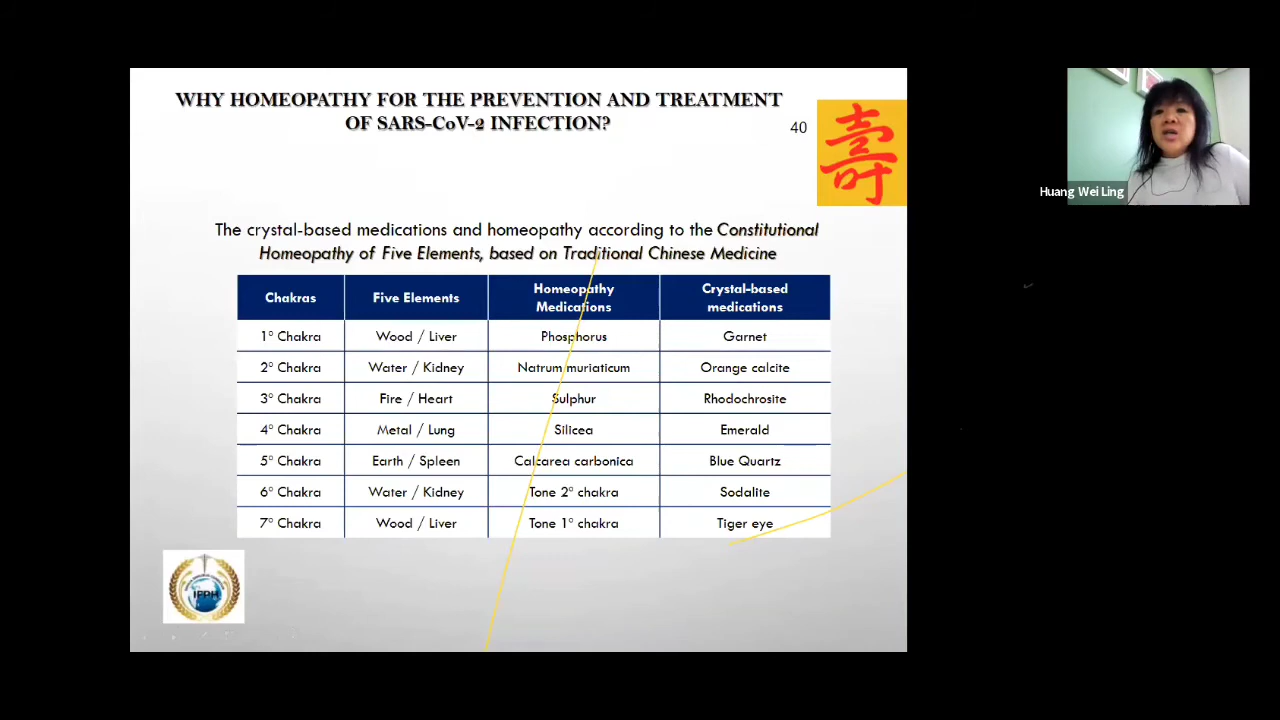 WHY HOMEOPATHY FOR THE PREVENTION AND TREATMENT
OF SARS-CoV-2 INFECTION?
40
壽
Huang Wei Ling
The crystal-based medications and homeopathy according to the Constitutional
Homeopathy of Five Elements, based on Traditional Chinese Medicine
Chakras Five Elements Homeopathy Medications Crystal-based medications
1° Chakra Wood / Liver Phosphorus Garnet
2° Chakra Water / Kidney Natrum muriaticum Orange calcite
3° Chakra Fire / Heart Sulphur Rhodochrosite
4° Chakra Metal / Lung Silicea Emerald
5° Chakra Earth / Spleen Calcarea carbonica Blue Quartz
6° Chakra Water / Kidney Tone 2° chakra Sodalite
7° Chakra Wood / Liver Tone 1° chakra Tiger eye
IFPH